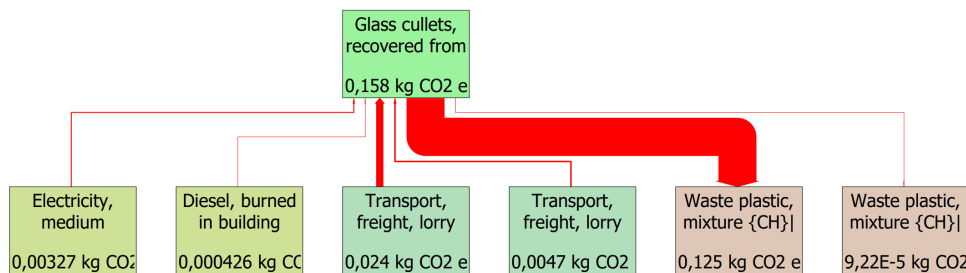 Glass cullets,
recovered from
0,158 kg CO2 e
Electricity,
medium
0,00327 kg CO2
Diesel, burned
in building
0,000426 kg CO
Transport,
freight, lorry
0,024 kg CO2 e
Transport,
freight, lorry
0,0047 kg CO2
Waste plastic,
mixture {CH}|
0,125 kg CO2 e
Waste plastic,
mixture {CH}|
9,22E-5 kg CO2